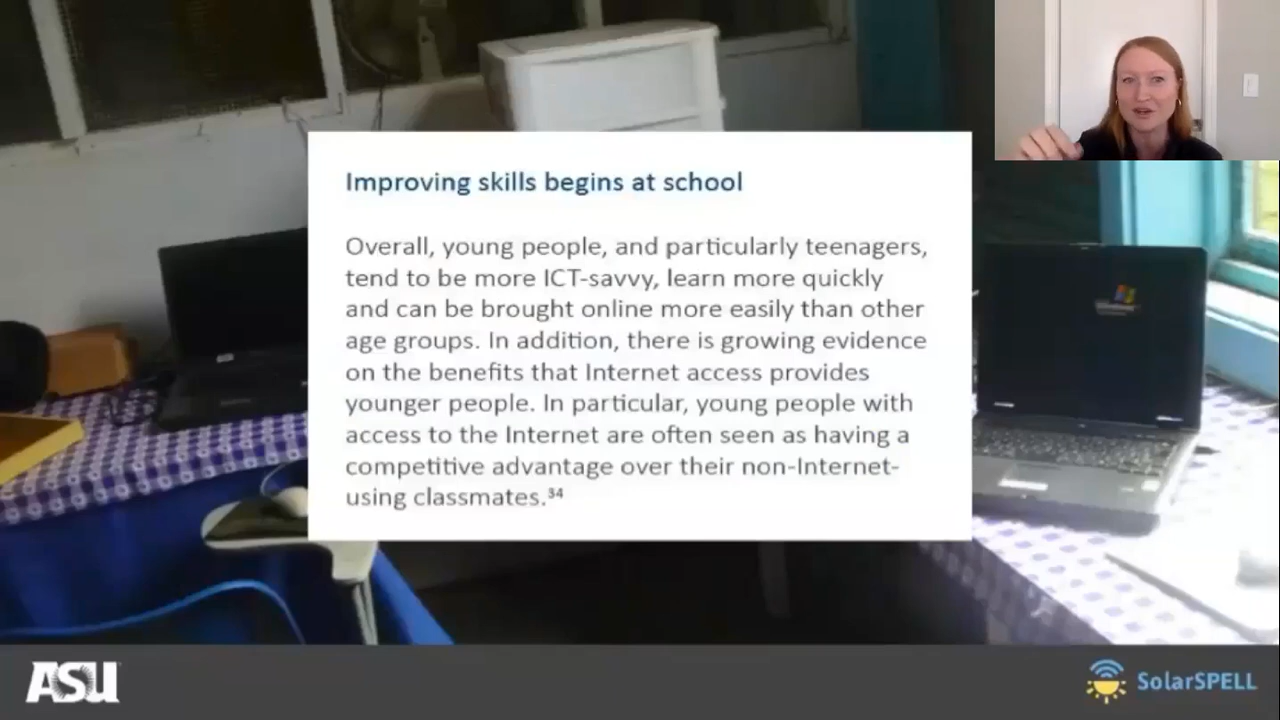 Improving skills begins at school
Overall, young people, and particularly teenagers,
tend to be more ICT-savvy, learn more quickly
and can be brought online more easily than other
age groups. In addition, there is growing evidence
on the benefits that Internet access provides
younger people. In particular, young people with
access to the Internet are often seen as having a
competitive advantage over their non-Internet-
using classmates.³⁴
ASU
SolarSPELL